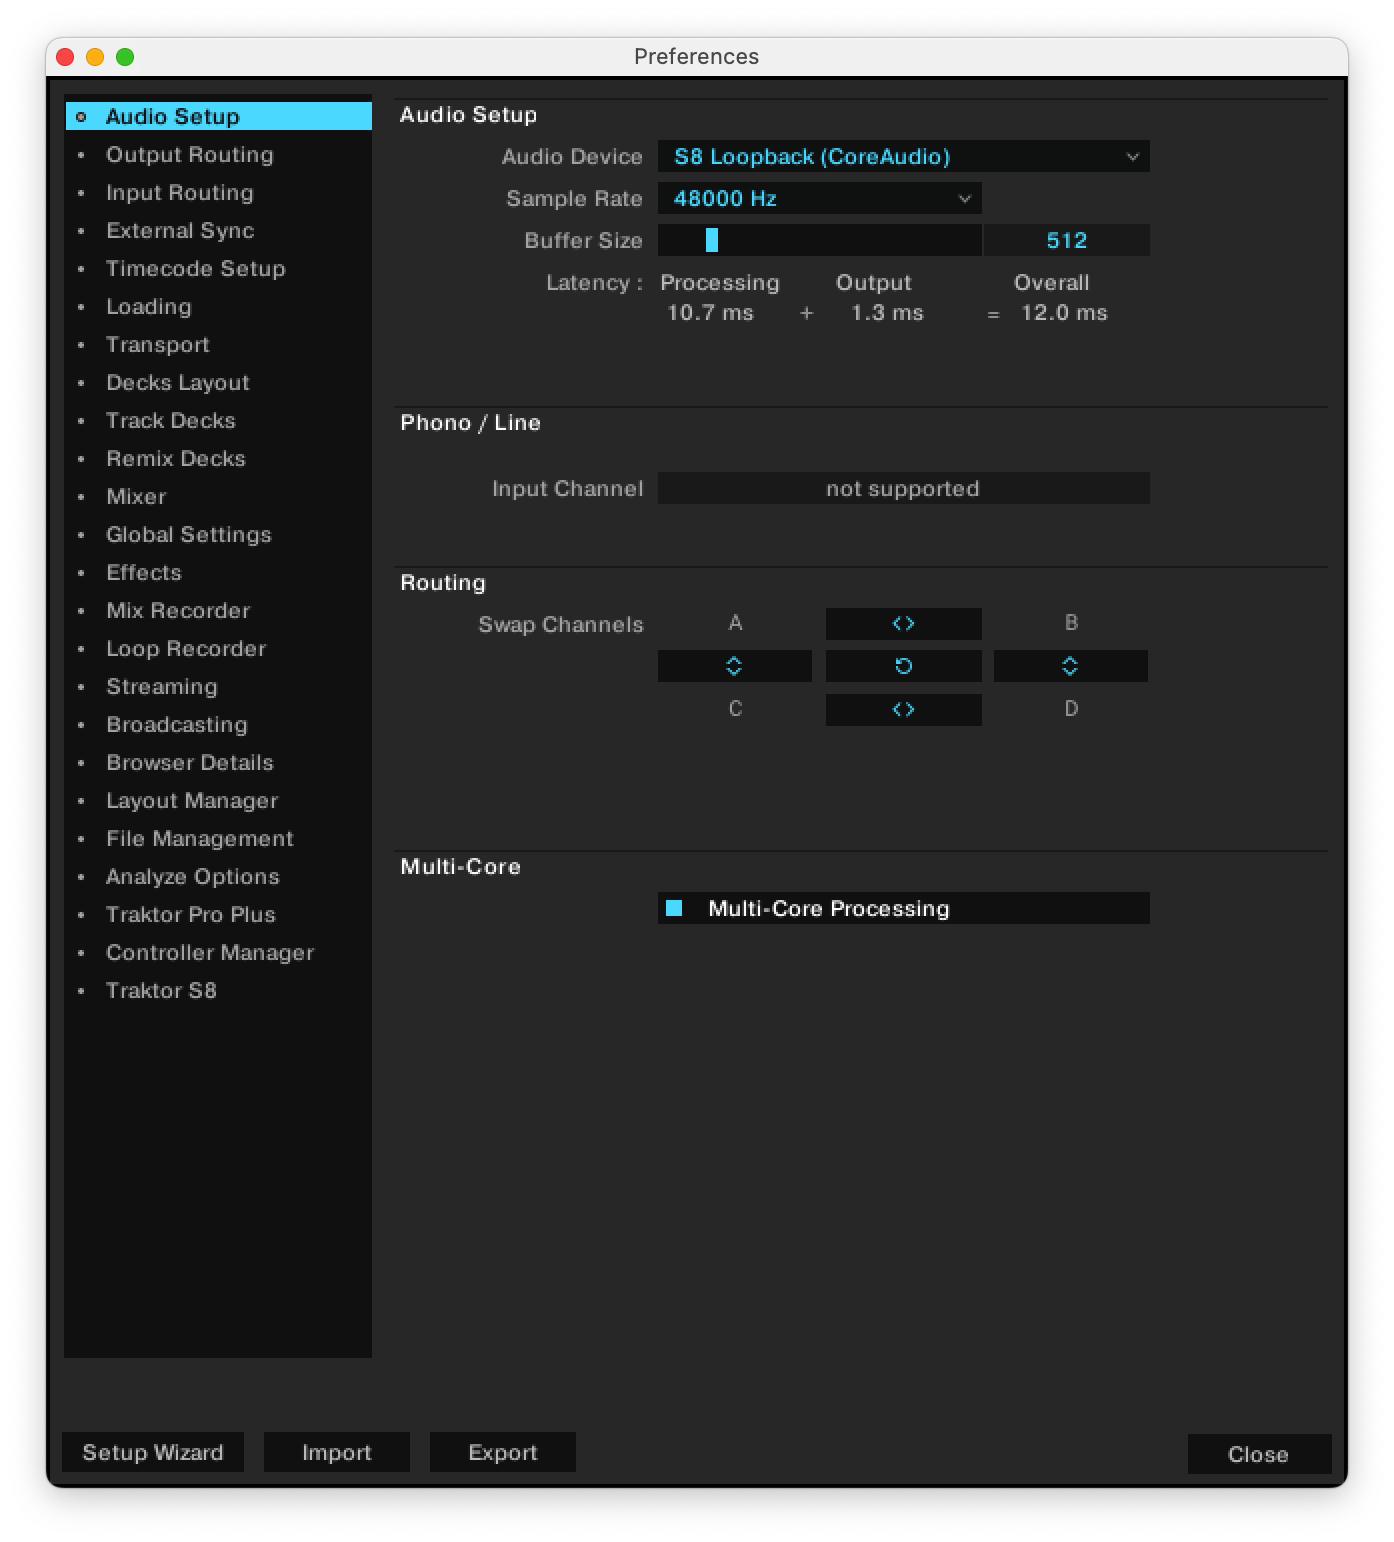 Preferences
Audio Setup
Output Routing
Input Routing
External Sync
Timecode Setup
Loading
Transport
Decks Layout
Track Decks
Remix Decks
Mixer
Global Settings
Effects
Mix Recorder
Loop Recorder
Streaming
Broadcasting
Browser Details
Layout Manager
File Management
Analyze Options
Traktor Pro Plus
Controller Manager
Traktor S8
Audio Setup
Audio Device S8 Loopback (CoreAudio)
Sample Rate 48000 Hz
Buffer Size 512
Latency : Processing Output Overall
10.7 ms + 1.3 ms = 12.0 ms
Phono / Line
Input Channel not supported
Routing
Swap Channels A <> B
C <> D
Multi-Core
Multi-Core Processing
Setup Wizard Import Export Close